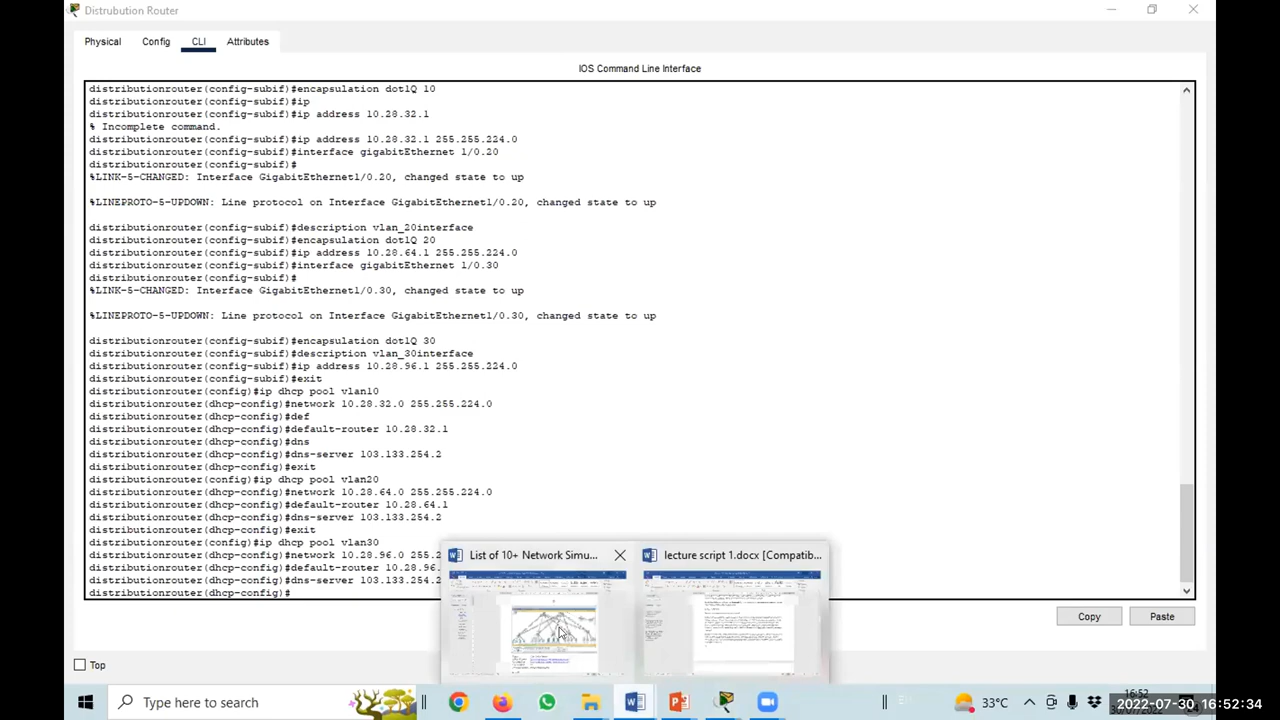 Distrubution Router
Physical
Config
CLI
Attributes
IOS Command Line Interface
distributionrouter(config-subif)#encapsulation dot1Q 10
distributionrouter(config-subif)#ip
distributionrouter(config-subif)#ip address 10.28.32.1
% Incomplete command.
distributionrouter(config-subif)#ip address 10.28.32.1 255.255.224.0
distributionrouter(config-subif)#interface gigabitEthernet 1/0.20
distributionrouter(config-subif)#
%LINK-5-CHANGED: Interface GigabitEthernet1/0.20, changed state to up
%LINEPROTO-5-UPDOWN: Line protocol on Interface GigabitEthernet1/0.20, changed state to up
distributionrouter(config-subif)#description vlan_20interface
distributionrouter(config-subif)#encapsulation dot1Q 20
distributionrouter(config-subif)#ip address 10.28.64.1 255.255.224.0
distributionrouter(config-subif)#interface gigabitEthernet 1/0.30
distributionrouter(config-subif)#
%LINK-5-CHANGED: Interface GigabitEthernet1/0.30, changed state to up
%LINEPROTO-5-UPDOWN: Line protocol on Interface GigabitEthernet1/0.30, changed state to up
distributionrouter(config-subif)#encapsulation dot1Q 30
distributionrouter(config-subif)#description vlan_30interface
distributionrouter(config-subif)#ip address 10.28.96.1 255.255.224.0
distributionrouter(config-subif)#exit
distributionrouter(config)#ip dhcp pool vlan10
distributionrouter(dhcp-config)#network 10.28.32.0 255.255.224.0
distributionrouter(dhcp-config)#def
distributionrouter(dhcp-config)#default-router 10.28.32.1
distributionrouter(dhcp-config)#dns
distributionrouter(dhcp-config)#dns-server 103.133.254.2
distributionrouter(dhcp-config)#exit
distributionrouter(config)#ip dhcp pool vlan20
distributionrouter(dhcp-config)#network 10.28.64.0 255.255.224.0
distributionrouter(dhcp-config)#default-router 10.28.64.1
distributionrouter(dhcp-config)#dns-server 103.133.254.2
distributionrouter(dhcp-config)#exit
distributionrouter(config)#ip dhcp pool vlan30
distributionrouter(dhcp-config)#network 10.28.96.0 255.2
distributionrouter(dhcp-config)#default-router 10.28.96
distributionrouter(dhcp-config)#dns-server 103.133.254.2
distributionrouter(dhcp-config)#
List of 10+ Network Simu...
lecture script 1.docx [Compatib...
Copy
Paste
Top
Type here to search
33°C
16:52
2022-07-30 16:52:34